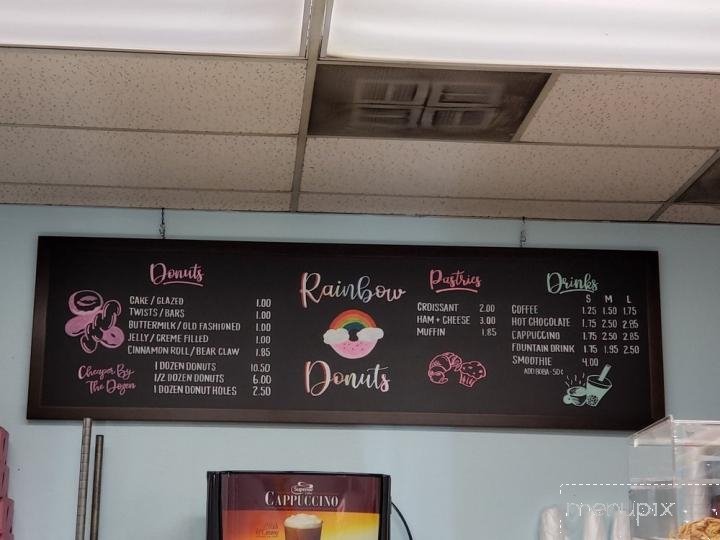 Donuts
CAKE / GLAZED 1.00
TWISTS / BARS 1.00
BUTTERMILK / OLD FASHIONED 1.00
JELLY / CREME FILLED 1.00
CINNAMON ROLL / BEAR CLAW 1.85
Cheaper By
The Dozen
1 DOZEN DONUTS 10.50
1/2 DOZEN DONUTS 6.00
1 DOZEN DONUT HOLES 2.50
Rainbow
Donuts
Pastries
CROISSANT 2.00
HAM + CHEESE 3.00
MUFFIN 1.85
Drinks
S M L
COFFEE 1.25 1.50 1.75
HOT CHOCOLATE 1.75 2.50 2.85
CAPPUCCINO 1.75 2.50 2.85
FOUNTAIN DRINK 1.75 1.95 2.50
SMOOTHIE 4.00
ADD BOBA - 50¢
Superior
CAPPUCCINO
menupix